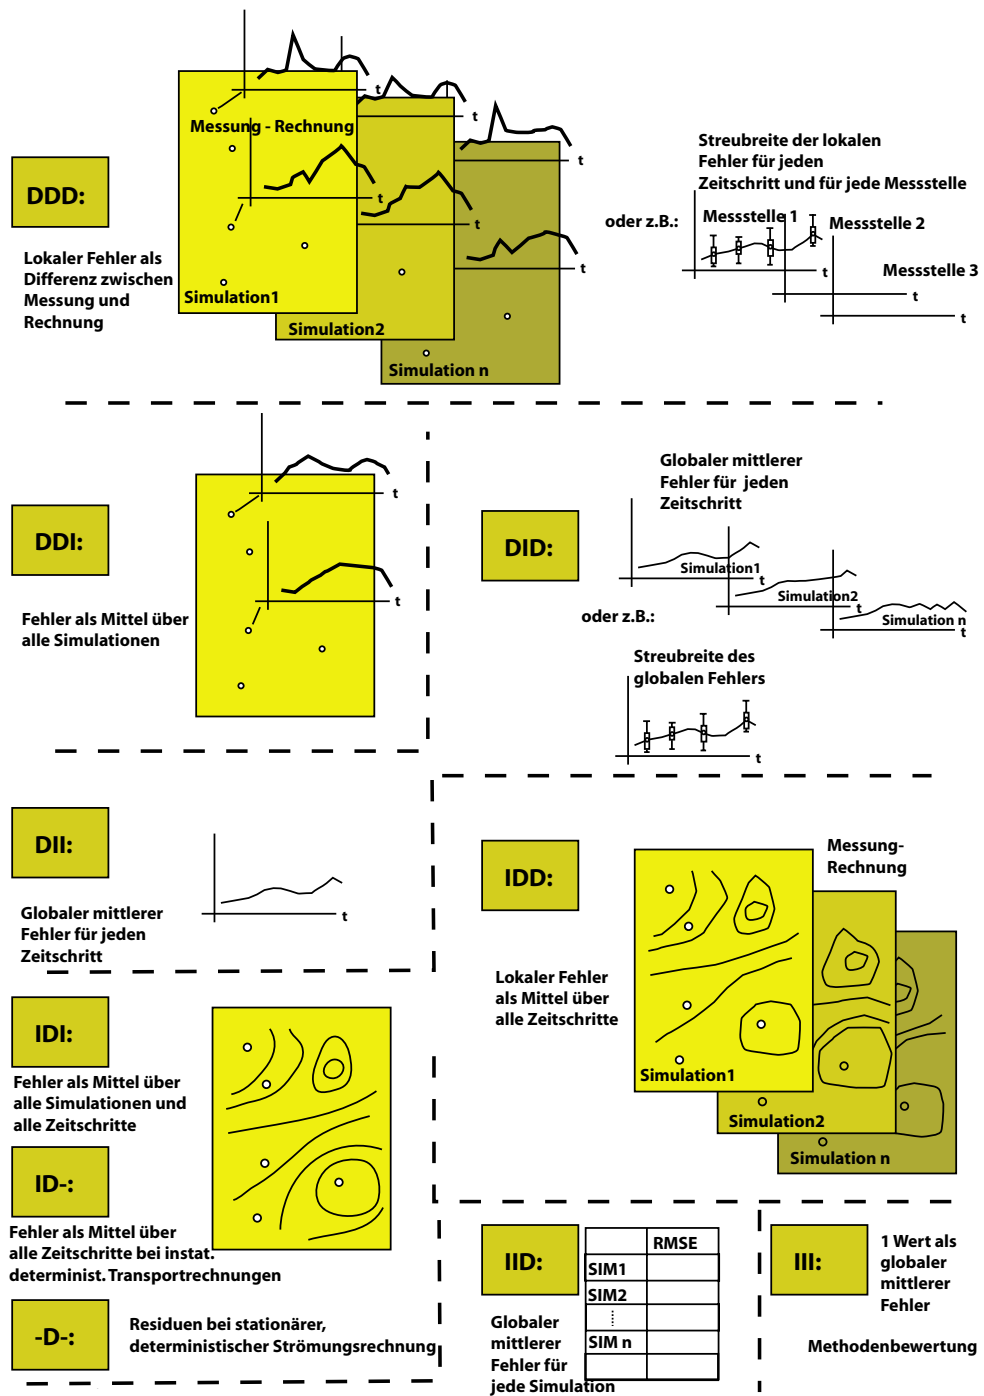 t
t
t
Messung - Rechnung
DDD:
t
t
t
Lokaler Fehler als
Differenz zwischen
Messung und
Rechnung
Simulation1
Simulation2
Simulation n
Streubreite der lokalen
Fehler für jeden
Zeitschritt und für jede Messstelle
oder z.B.:
Messstelle 1
Messstelle 2
Messstelle 3
t
t
t
DDI:
t
t
Fehler als Mittel über
alle Simulationen
DID:
Globaler mittlerer
Fehler für jeden
Zeitschritt
Simulation1
t
Simulation2
t
Simulation n
t
oder z.B.:
Streubreite des
globalen Fehlers
t
DII:
t
Globaler mittlerer
Fehler für jeden
Zeitschritt
IDD:
Messung-
Rechnung
Lokaler Fehler
als Mittel über
alle Zeitschritte
Simulation1
Simulation2
Simulation n
IDI:
Fehler als Mittel über
alle Simulationen und
alle Zeitschritte
ID-:
Fehler als Mittel über
alle Zeitschritte bei instat.
determinist. Transportrechnungen
-D-:
Residuen bei stationärer,
deterministischer Strömungsrechnung
IID:
RMSE
SIM1
SIM2
SIM n
Globaler
mittlerer
Fehler für
jede Simulation
III:
1 Wert als
globaler
mittlerer
Fehler
Methodenbewertung